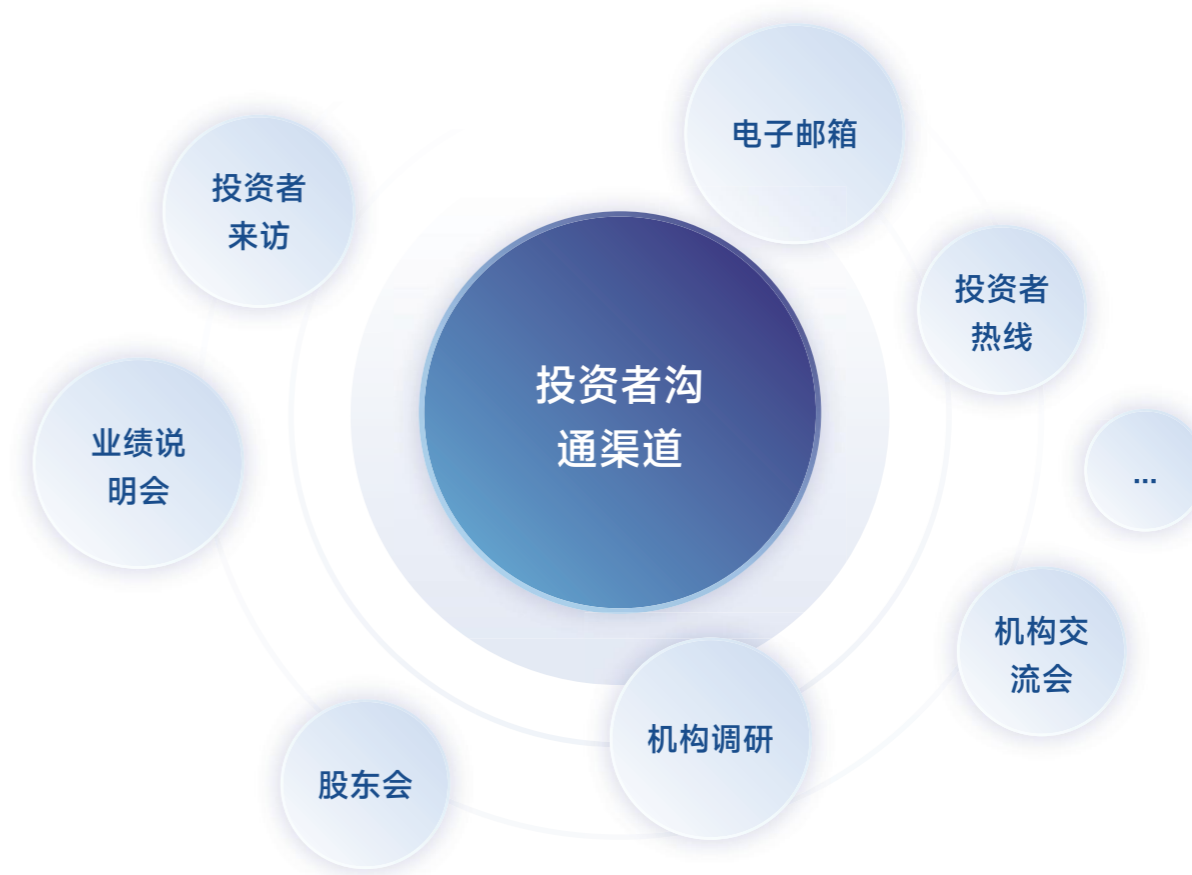 电子邮箱
投资者
来访
投资者
热线
投资者沟
通渠道
业绩说
明会
...
机构交
流会
机构调研
股东会